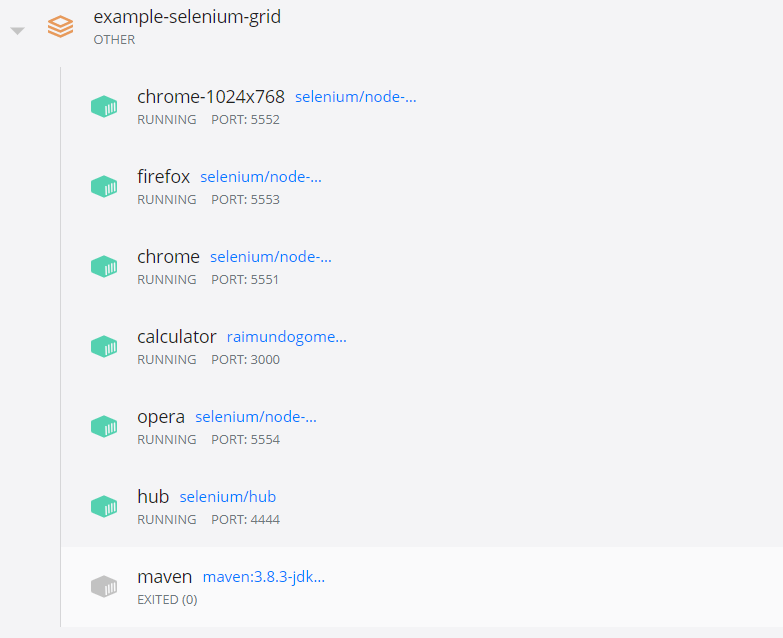 example-selenium-grid
OTHER
chrome-1024x768 selenium/node-...
RUNNING PORT: 5552
firefox selenium/node-...
RUNNING PORT: 5553
chrome selenium/node-...
RUNNING PORT: 5551
calculator raimundogome...
RUNNING PORT: 3000
opera selenium/node-...
RUNNING PORT: 5554
hub selenium/hub
RUNNING PORT: 4444
maven maven:3.8.3-jdk...
EXITED (0)